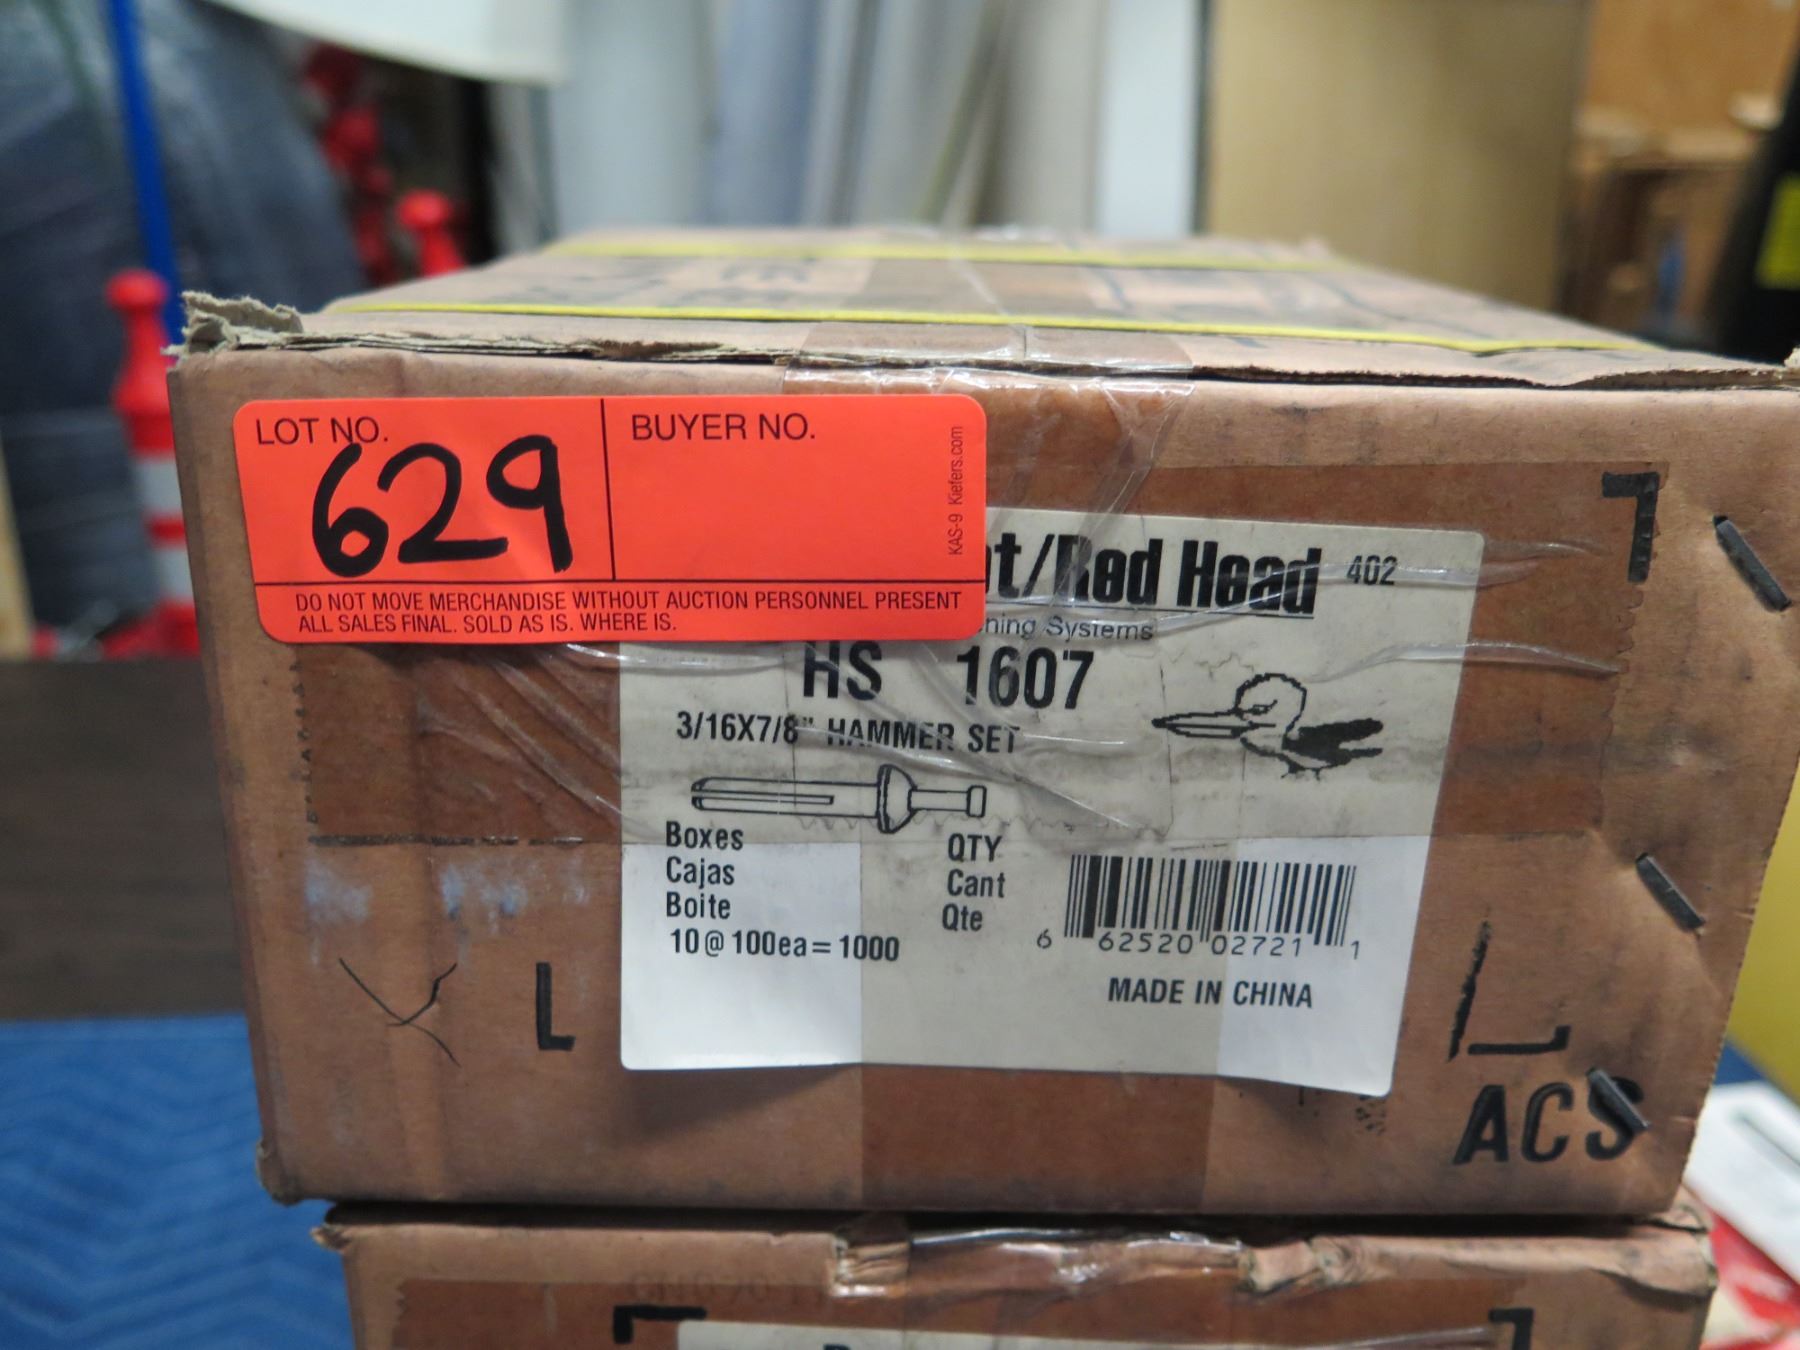 LOT NO.
629
BUYER NO.
KAS-9 Kiefers.com
DO NOT MOVE MERCHANDISE WITHOUT AUCTION PERSONNEL PRESENT
ALL SALES FINAL. SOLD AS IS. WHERE IS.
t/Red Head 402
ning Systems
HS 1607
3/16X7/8" HAMMER SET
Boxes
Cajas
Boite
10@100ea=1000
QTY
Cant
Qte
6 62520 02721 1
MADE IN CHINA
L
ACS